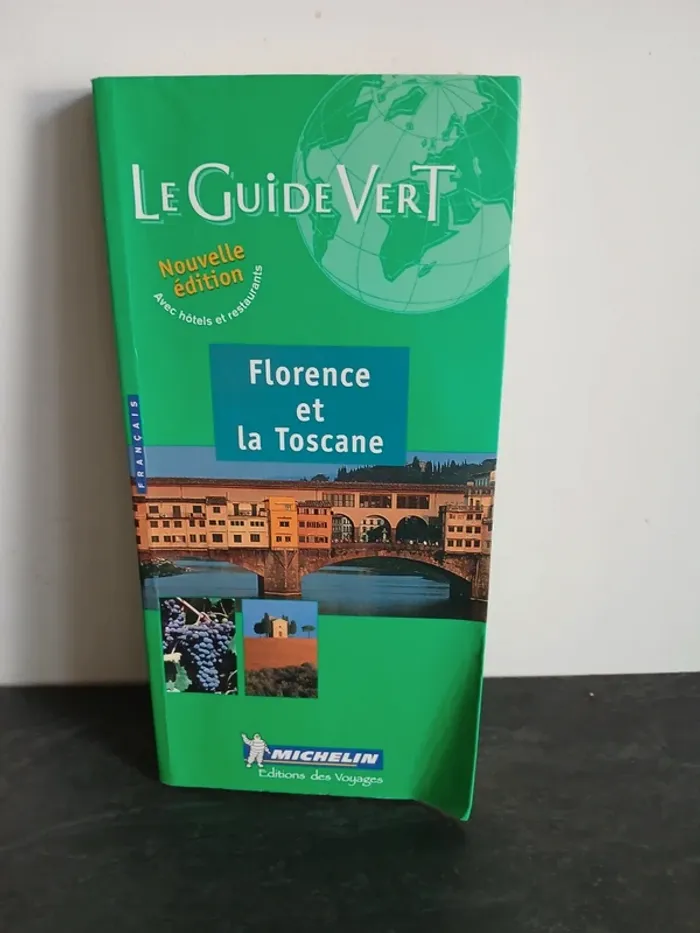 LE GUiDE VERT
Nouvelle
édition
Avec hôtels et restaurants
Florence
et
la Toscane
FRANÇAIS
MICHELIN
Editions des Voyages